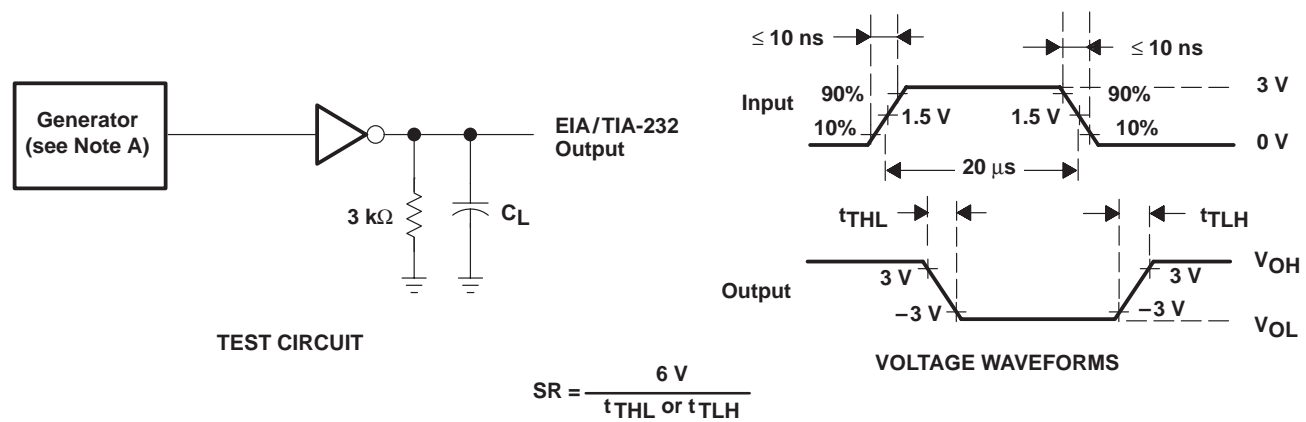 Generator
(see Note A)
EIA/TIA-232
Output
3 kΩ
CL
TEST CIRCUIT
≤ 10 ns
≤ 10 ns
Input
90%
10%
1.5 V
1.5 V
90%
10%
3 V
0 V
20 μs
tTHL
tTLH
Output
3 V
−3 V
3 V
−3 V
VOH
VOL
VOLTAGE WAVEFORMS
SR = 6 V
tTHL or tTLH